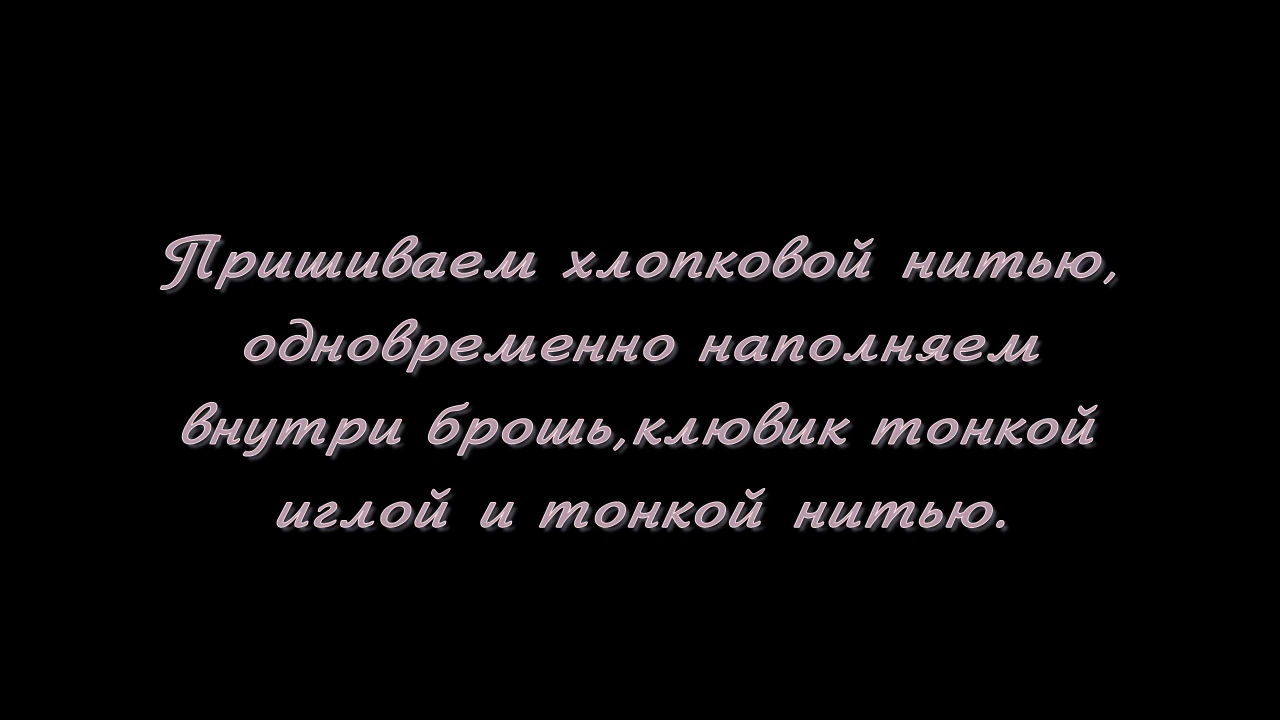 Пришиваем хлопковой нитью,
одновременно наполняем
внутри брошь,клювик тонкой
иглой и тонкой нитью.